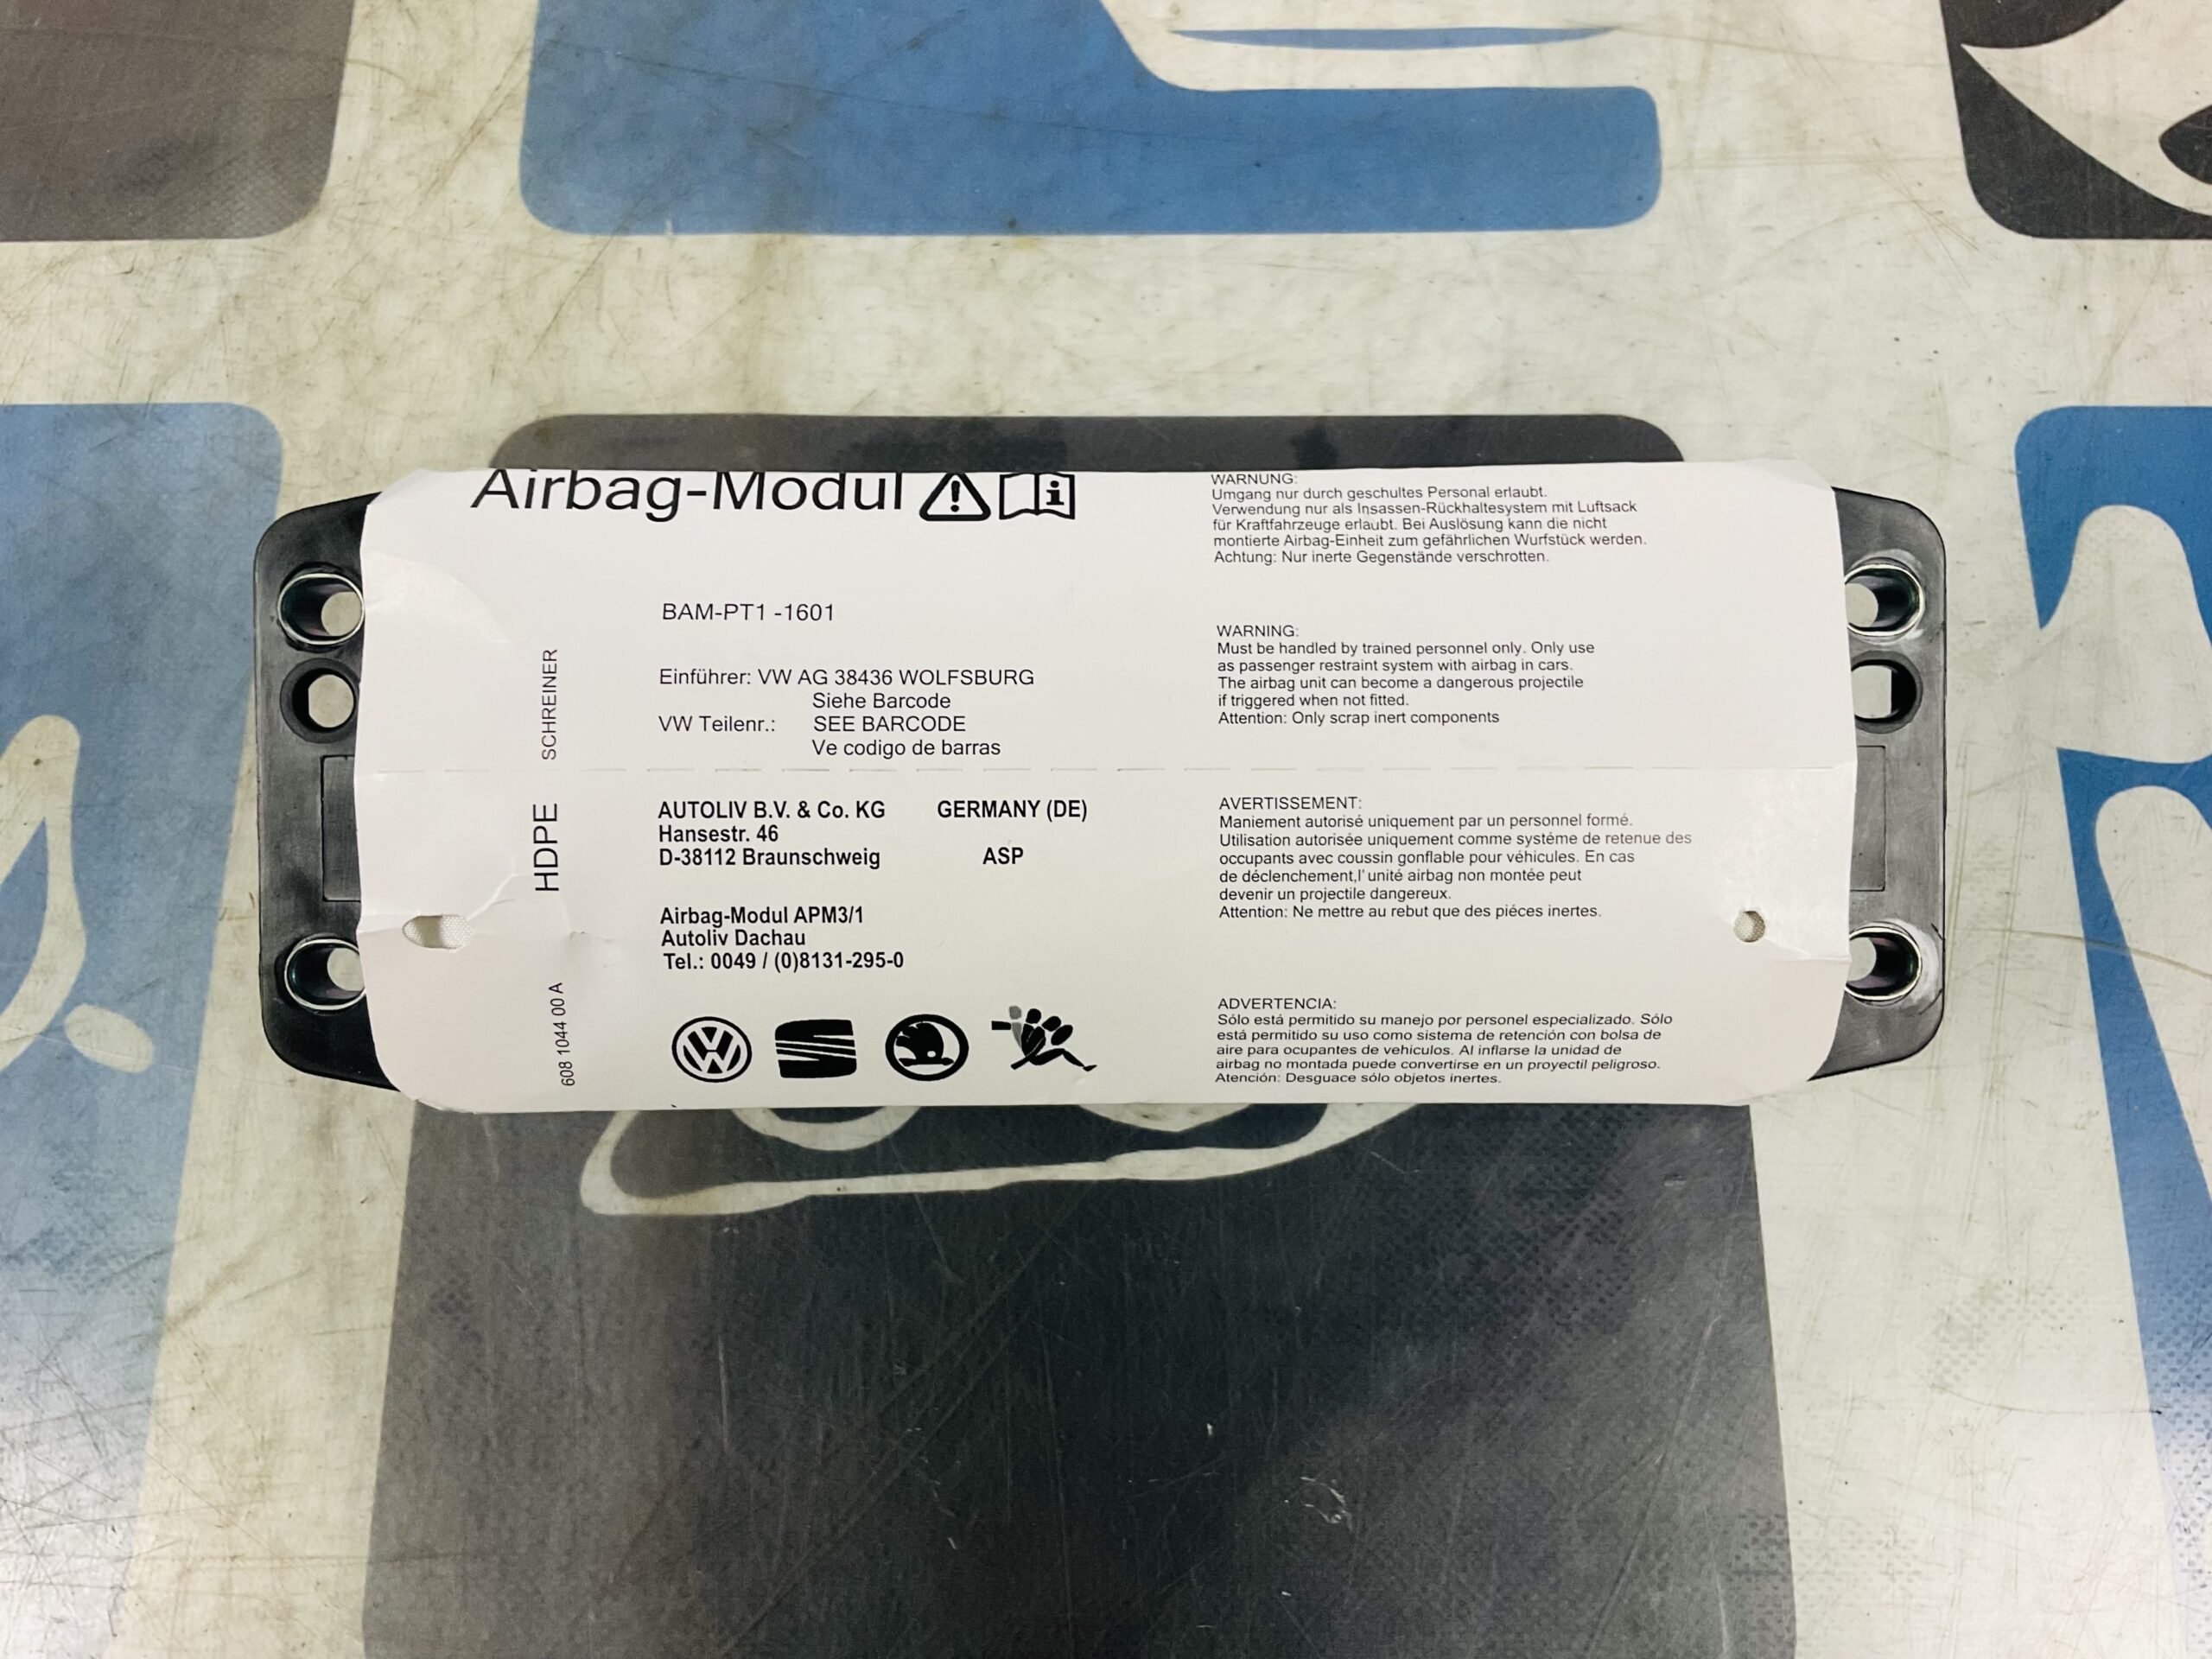 Airbag-Modul
BAM-PT1 -1601
Einführer: VW AG 38436 WOLFSBURG
Siehe Barcode
VW Teilenr.: SEE BARCODE
Ve codigo de barras
SCHREINER
HDPE
608 1044 00 A
AUTOLIV B.V. & Co. KG GERMANY (DE)
Hansestr. 46
D-38112 Braunschweig ASP
Airbag-Modul APM3/1
Autoliv Dachau
Tel.: 0049 / (0)8131-295-0
WARNUNG:
Umgang nur durch geschultes Personal erlaubt.
Verwendung nur als Insassen-Rückhaltesystem mit Luftsack
für Kraftfahrzeuge erlaubt. Bei Auslösung kann die nicht
montierte Airbag-Einheit zum gefährlichen Wurfstück werden.
Achtung: Nur inerte Gegenstände verschrotten.
WARNING:
Must be handled by trained personnel only. Only use
as passenger restraint system with airbag in cars.
The airbag unit can become a dangerous projectile
if triggered when not fitted.
Attention: Only scrap inert components
AVERTISSEMENT:
Maniement autorisé uniquement par un personnel formé.
Utilisation autorisée uniquement comme système de retenue des
occupants avec coussin gonflable pour véhicules. En cas
de déclenchement,l' unité airbag non montée peut
devenir un projectile dangereux.
Attention: Ne mettre au rebut que des piéces inertes.
ADVERTENCIA:
Sólo está permitido su manejo por personel especializado. Sólo
está permitido su uso como sistema de retención con bolsa de
aire para ocupantes de vehiculos. Al inflarse la unidad de
airbag no montada puede convertirse en un proyectil peligroso.
Atención: Desguace sólo objetos inertes.